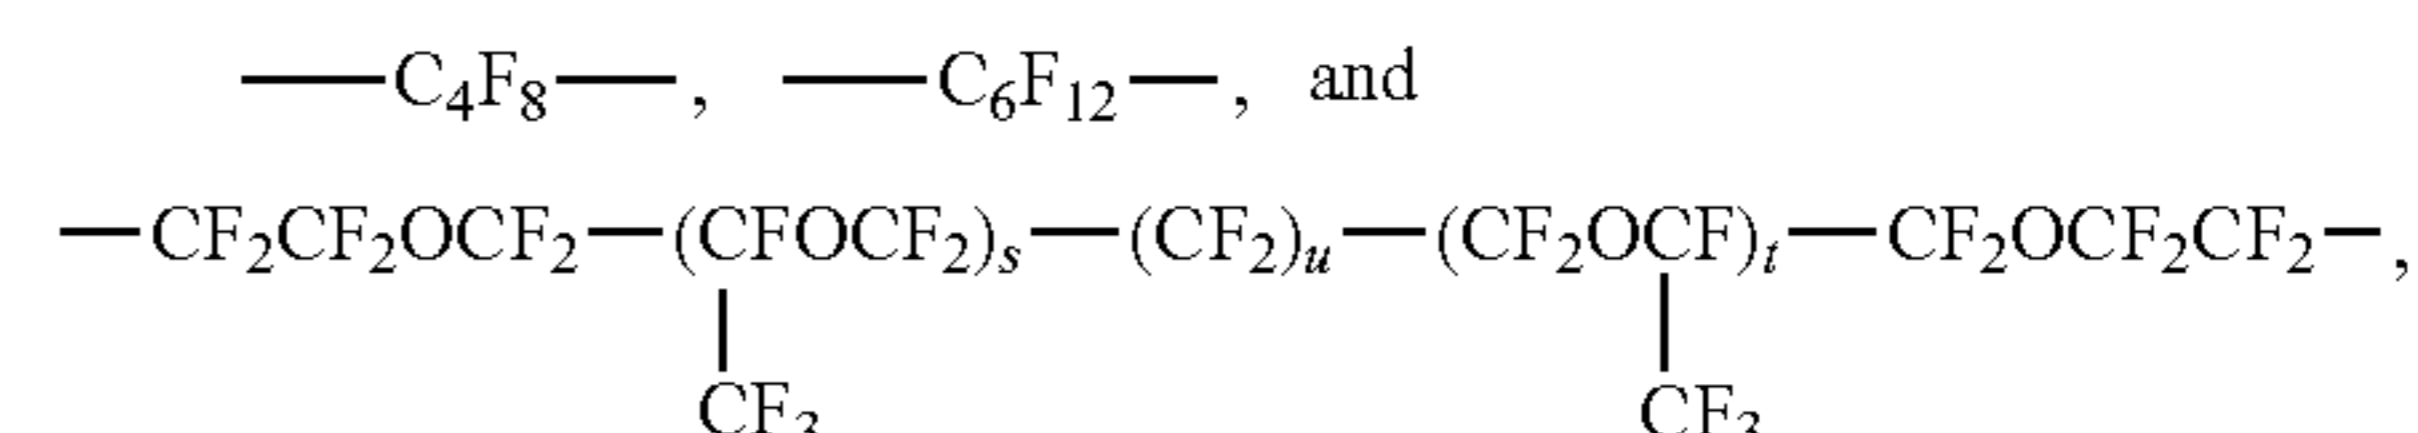 —C₄F₈—, —C₆F₁₂—, and
—CF₂CF₂OCF₂—(CFOCF₂)ₛ—(CF₂)ᵤ—(CF₂OCF)ₜ—CF₂OCF₂CF₂—,
CF₃ CF₃